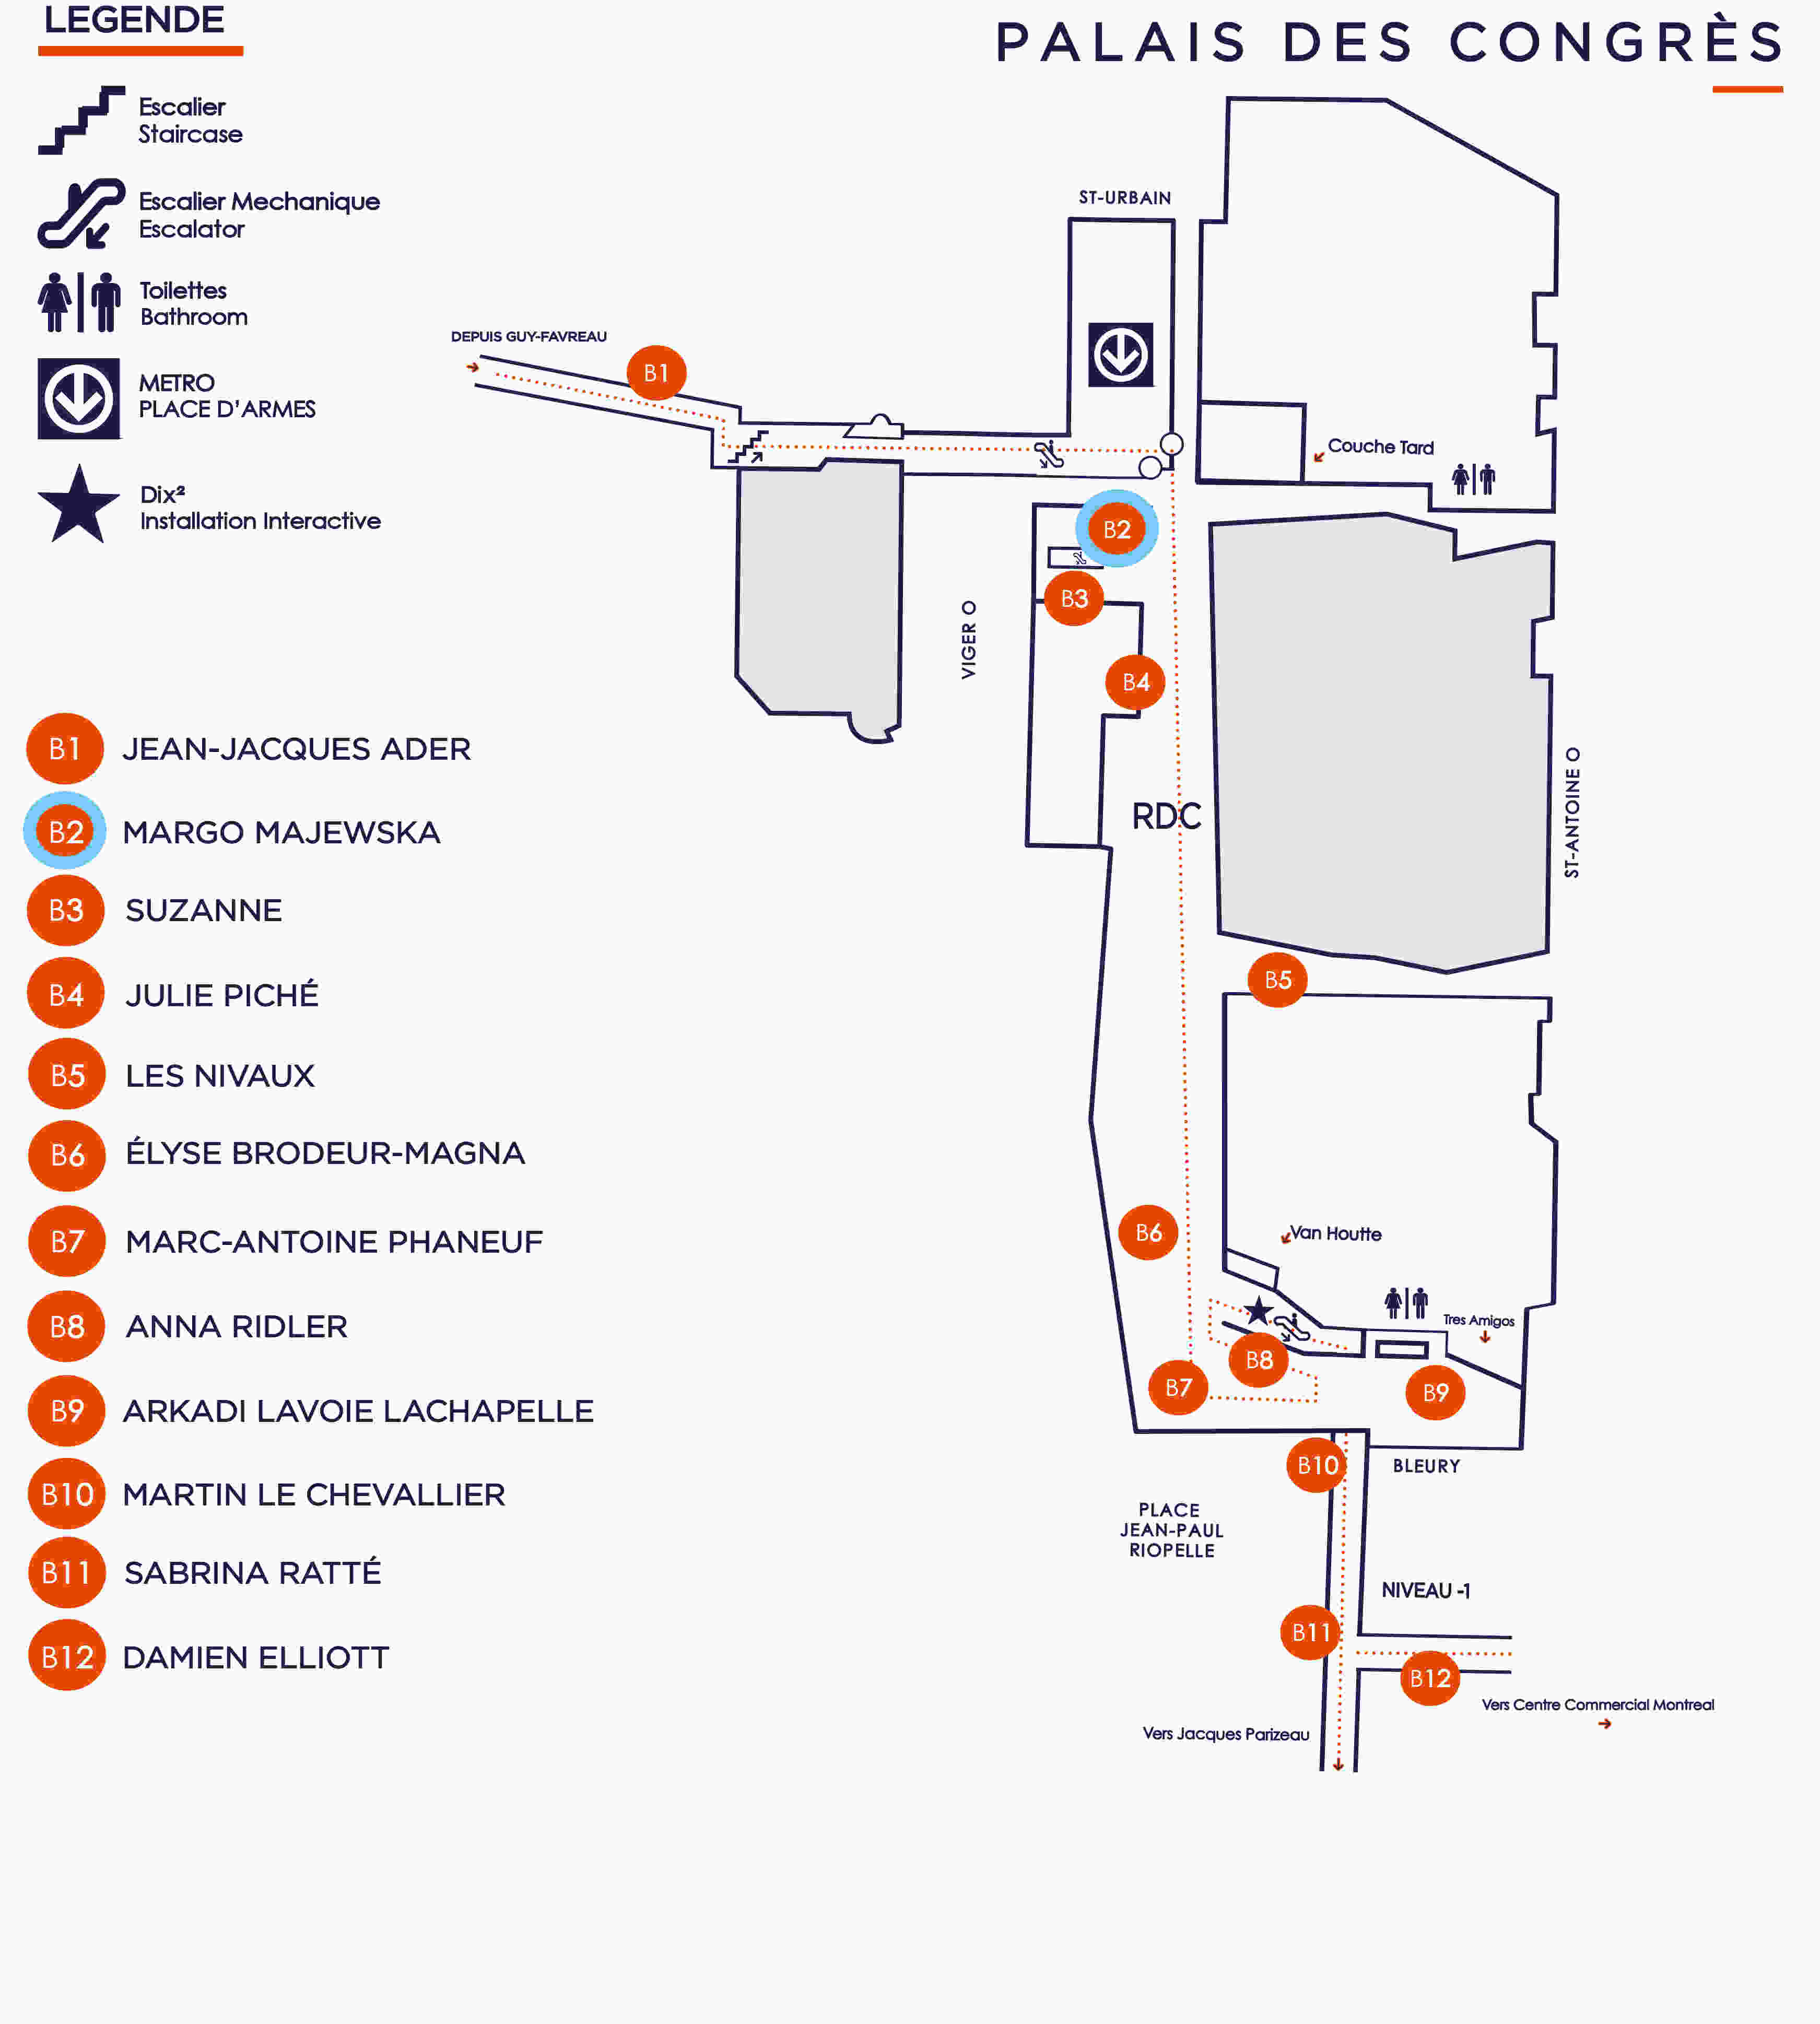 LEGENDE
PALAIS DES CONGRÈS
Escalier
Staircase
Escalier Mechanique
Escalator
Toilettes
Bathroom
METRO
PLACE D'ARMES
Dix²
Installation Interactive
ST-URBAIN
DEPUIS GUY-FAVREAU
B1
Couche Tard
B2
B3
VIGER O
B4
RDC
ST-ANTOINE O
B5
B6
Van Houtte
Tres Amigos
B8
B7
B9
B10
BLEURY
PLACE
JEAN-PAUL
RIOPELLE
NIVEAU -1
B11
B12
Vers Centre Commercial Montreal
Vers Jacques Parizeau
B1 JEAN-JACQUES ADER
B2 MARGO MAJEWSKA
B3 SUZANNE
B4 JULIE PICHÉ
B5 LES NIVAUX
B6 ÉLYSE BRODEUR-MAGNA
B7 MARC-ANTOINE PHANEUF
B8 ANNA RIDLER
B9 ARKADI LAVOIE LACHAPELLE
B10 MARTIN LE CHEVALLIER
B11 SABRINA RATTÉ
B12 DAMIEN ELLIOTT